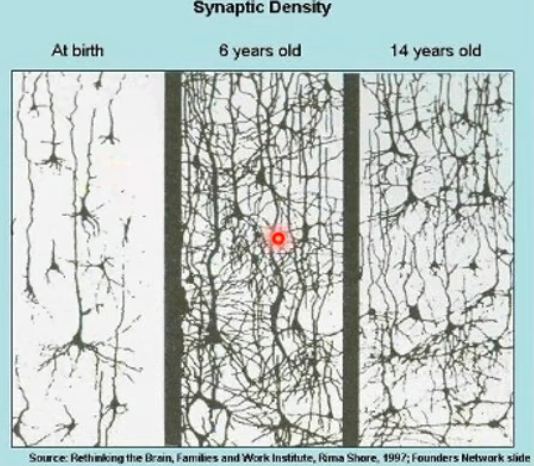 Synaptic Density
At birth 6 years old 14 years old
Source: Rethinking the Brain, Families and Work Institute, Rima Shore, 1997; Founders Network slide